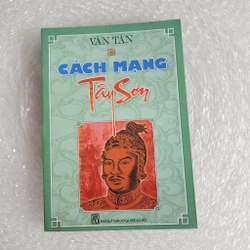 VĂN TÂN
CÁCH MẠNG
Tây Sơn